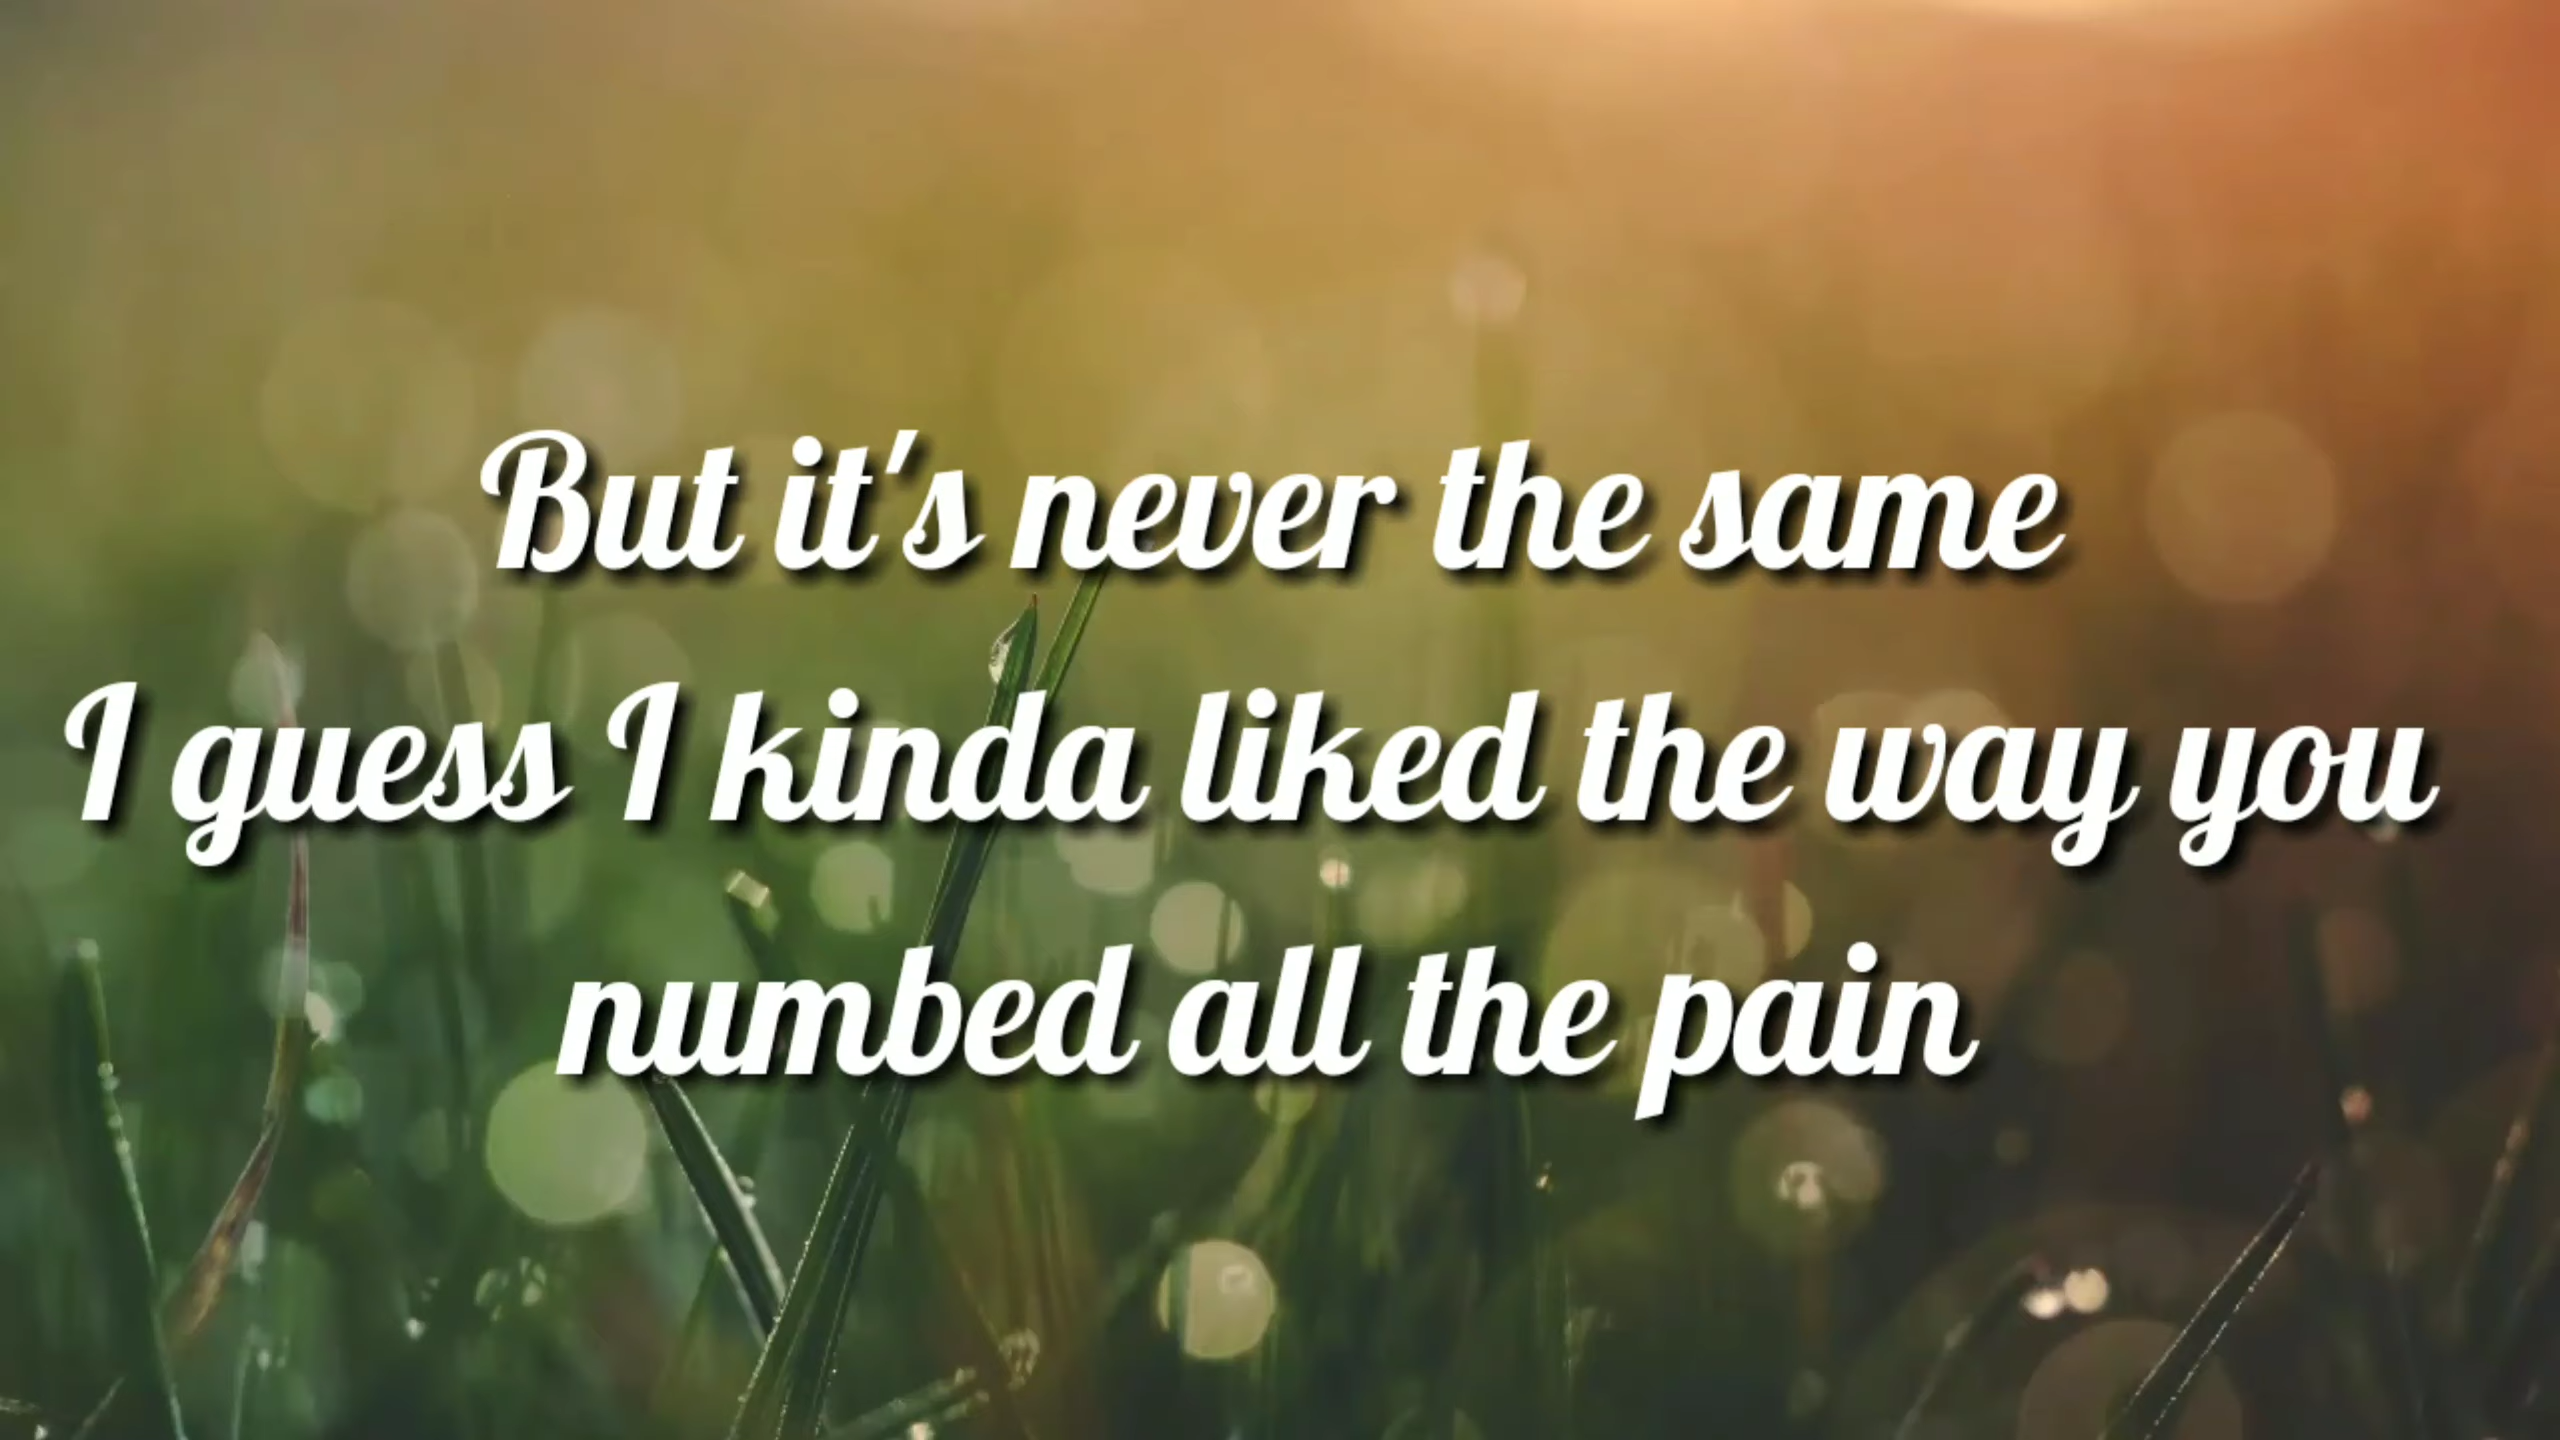 But it's never the same
I guess I kinda liked the way you
numbed all the pain